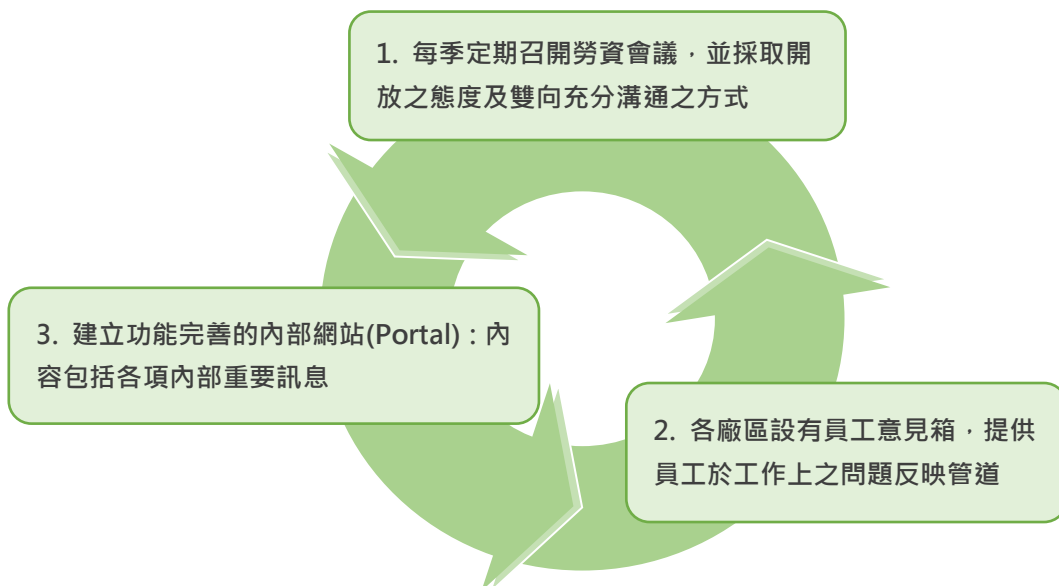 1. 每季定期召開勞資會議，並採取開
放之態度及雙向充分溝通之方式
3. 建立功能完善的內部網站(Portal)：內
容包括各項內部重要訊息
2. 各廠區設有員工意見箱，提供
員工於工作上之問題反映管道